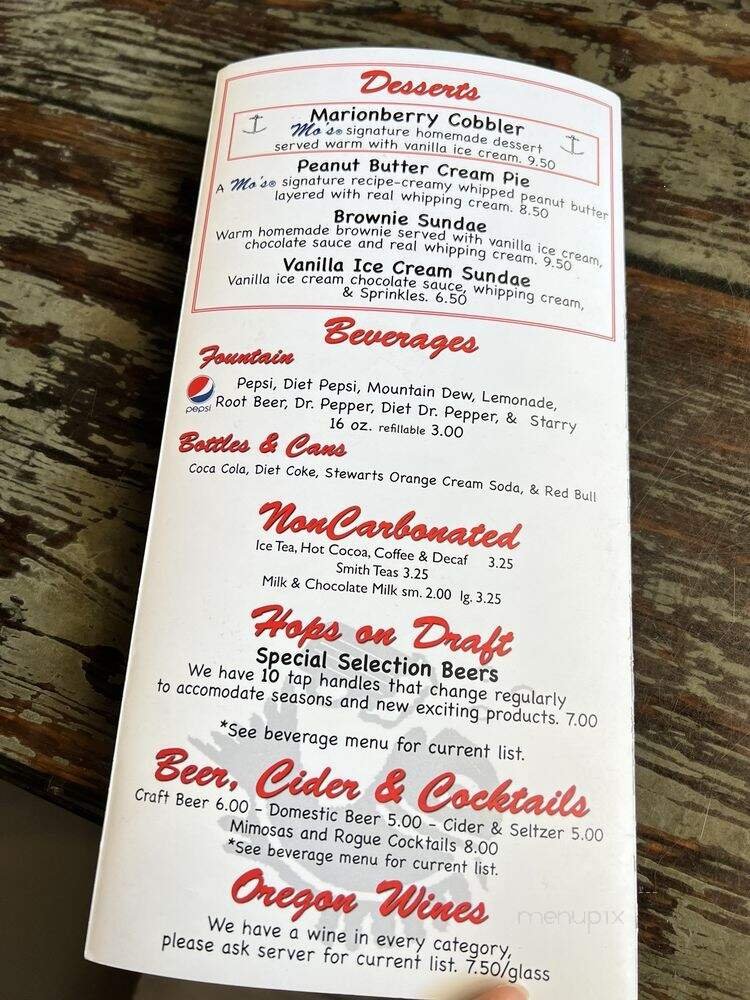 Desserts
Marionberry Cobbler
Mo's® signature homemade dessert
served warm with vanilla ice cream. 9.50
Peanut Butter Cream Pie
A Mo's® signature recipe-creamy whipped peanut butter
layered with real whipping cream. 8.50
Brownie Sundae
Warm homemade brownie served with vanilla ice cream,
chocolate sauce and real whipping cream. 9.50
Vanilla Ice Cream Sundae
Vanilla ice cream chocolate sauce, whipping cream,
& Sprinkles. 6.50
Beverages
Fountain
pepsi
Pepsi, Diet Pepsi, Mountain Dew, Lemonade,
Root Beer, Dr. Pepper, Diet Dr. Pepper, & Starry
16 oz. refillable 3.00
Bottles & Cans
Coca Cola, Diet Coke, Stewarts Orange Cream Soda, & Red Bull
NonCarbonated
Ice Tea, Hot Cocoa, Coffee & Decaf 3.25
Smith Teas 3.25
Milk & Chocolate Milk sm. 2.00 lg. 3.25
Hops on Draft
Special Selection Beers
We have 10 tap handles that change regularly
to accomodate seasons and new exciting products. 7.00
*See beverage menu for current list.
Beer, Cider & Cocktails
Craft Beer 6.00 - Domestic Beer 5.00 - Cider & Seltzer 5.00
Mimosas and Rogue Cocktails 8.00
*See beverage menu for current list.
Oregon Wines
We have a wine in every category,
please ask server for current list. 7.50/glass
menupix